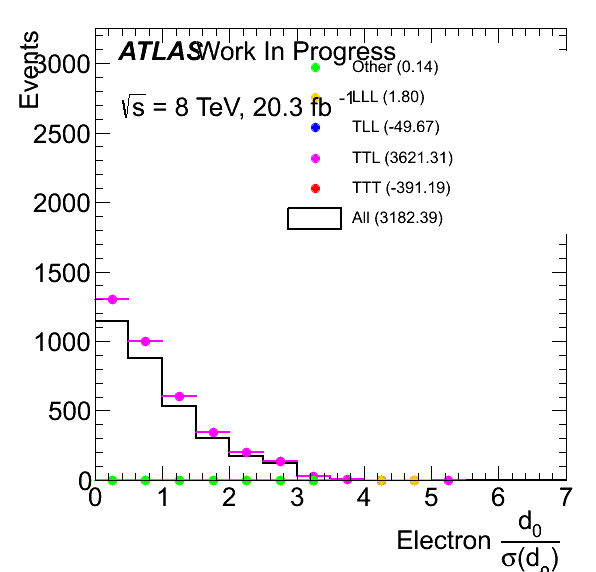 Events
ATLAS Work In Progress
√s = 8 TeV, 20.3 fb -1
Other (0.14)
LLL (1.80)
TLL (-49.67)
TTL (3621.31)
TTT (-391.19)
All (3182.39)
3000
2500
2000
1500
1000
500
0
0 1 2 3 4 5 6 7
Electron d0
σ(d0)